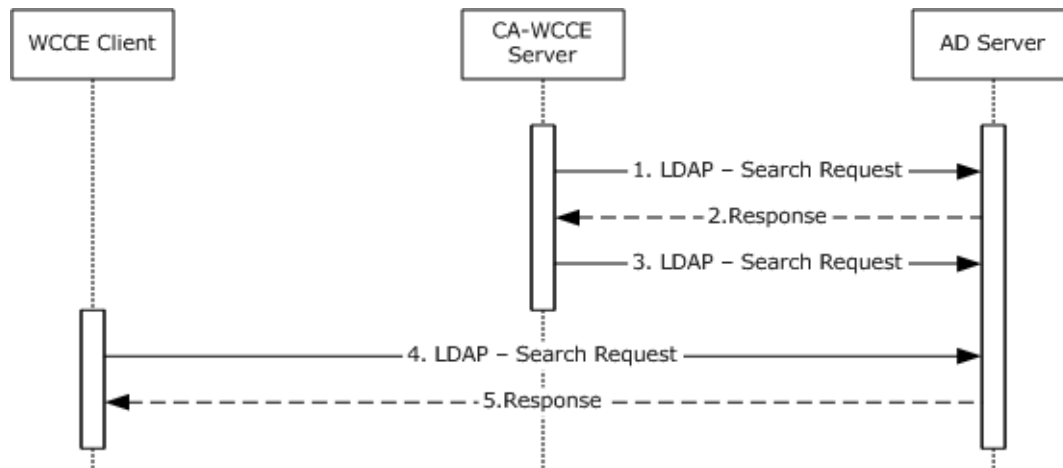 WCCE Client
CA-WCCE
Server
AD Server
1. LDAP – Search Request
2.Response
3. LDAP – Search Request
4. LDAP – Search Request
5.Response